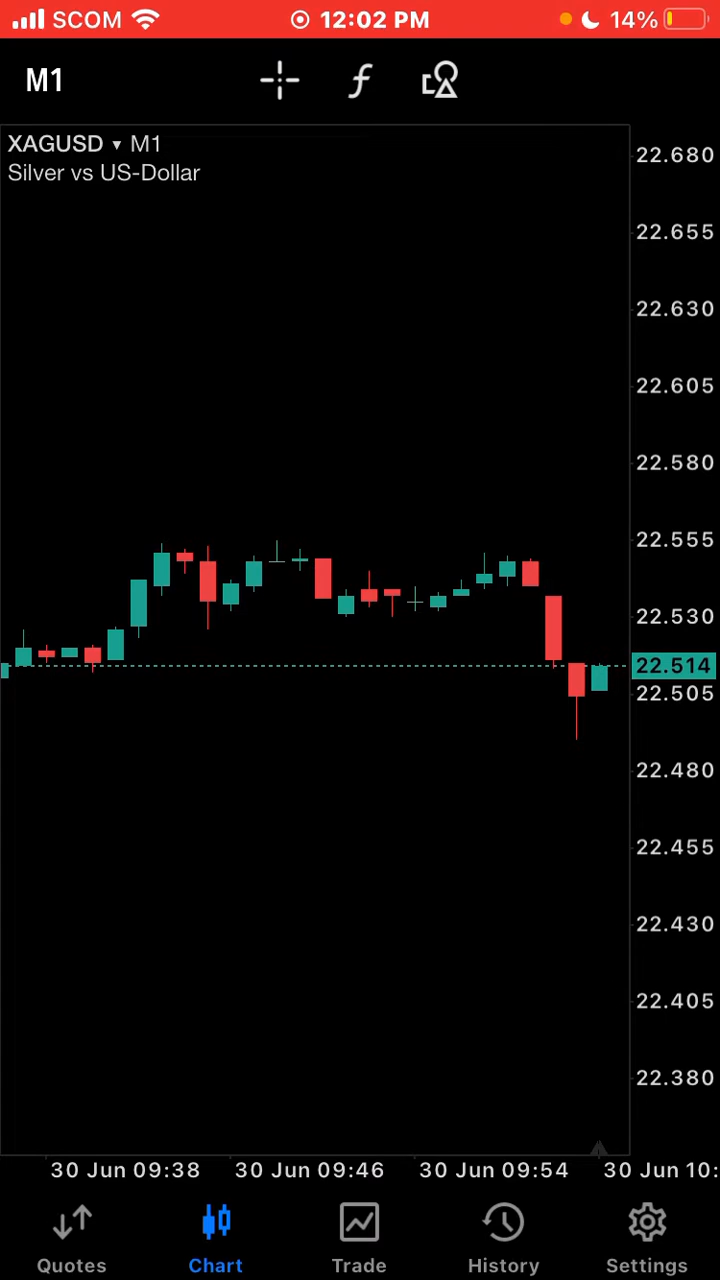 SCOM 12:02 PM 14%
M1 f
XAGUSD ▾ M1
Silver vs US-Dollar
22.680
22.655
22.630
22.605
22.580
22.555
22.530
22.514
22.505
22.480
22.455
22.430
22.405
22.380
30 Jun 09:38 30 Jun 09:46 30 Jun 09:54 30 Jun 10:
Quotes Chart Trade History Settings